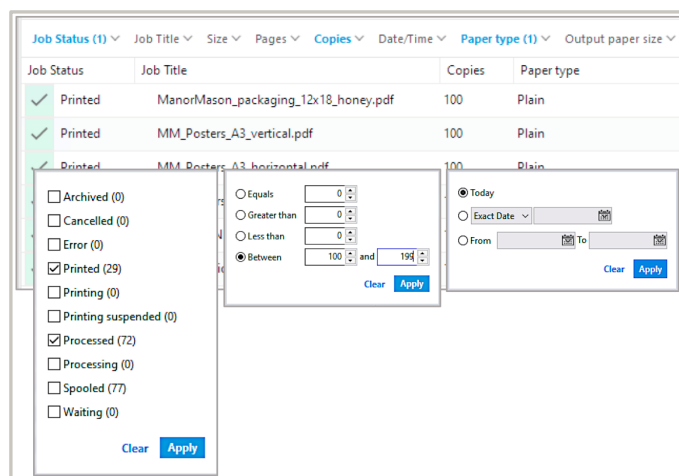 Job Status (1) Job Title Size Pages Copies Date/Time Paper type (1) Output paper size
Job Status Job Title Copies Paper type
Printed ManorMason_packaging_12x18_honey.pdf 100 Plain
Printed MM_Posters_A3_vertical.pdf 100 Plain
Printed MM_Posters_A3_horizontal.pdf 100 Plain
Archived (0)
Cancelled (0)
Error (0)
Printed (29)
Printing (0)
Printing suspended (0)
Processed (72)
Processing (0)
Spooled (77)
Waiting (0)
Clear Apply
Equals 0
Greater than 0
Less than 0
Between 100 and 199
Clear Apply
Today
Exact Date
From To
Clear Apply